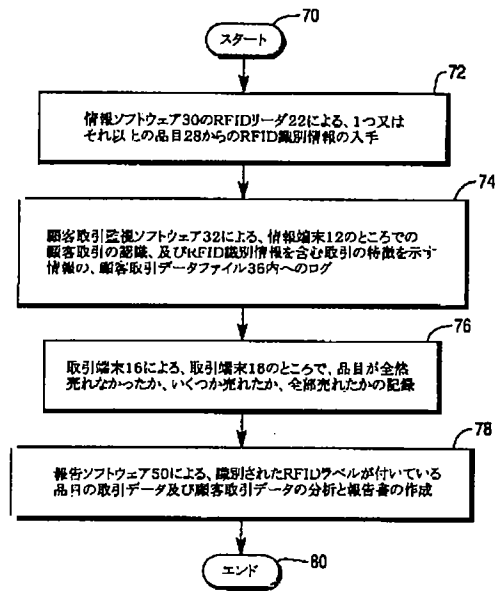 70
スタート
72
情報ソフトウェア30のRFIDリーダ22による、1つ又は
それ以上の品目28からのRFID識別情報の入手
74
顧客取引監視ソフトウェア32による、情報端末12のところでの
顧客取引の認識、及びRFID識別情報を含む取引の特徴を示す
情報の、顧客取引データファイル36内へのログ
76
取引端末16による、取引端末16のところで、品目が全然
売れなかったか、いくつか売れたか、全部売れたかの記録
78
報告ソフトウェア50による、識別されたRFIDラベルが付いている
品目の取引データ及び顧客取引データの分析と報告書の作成
エンド
80